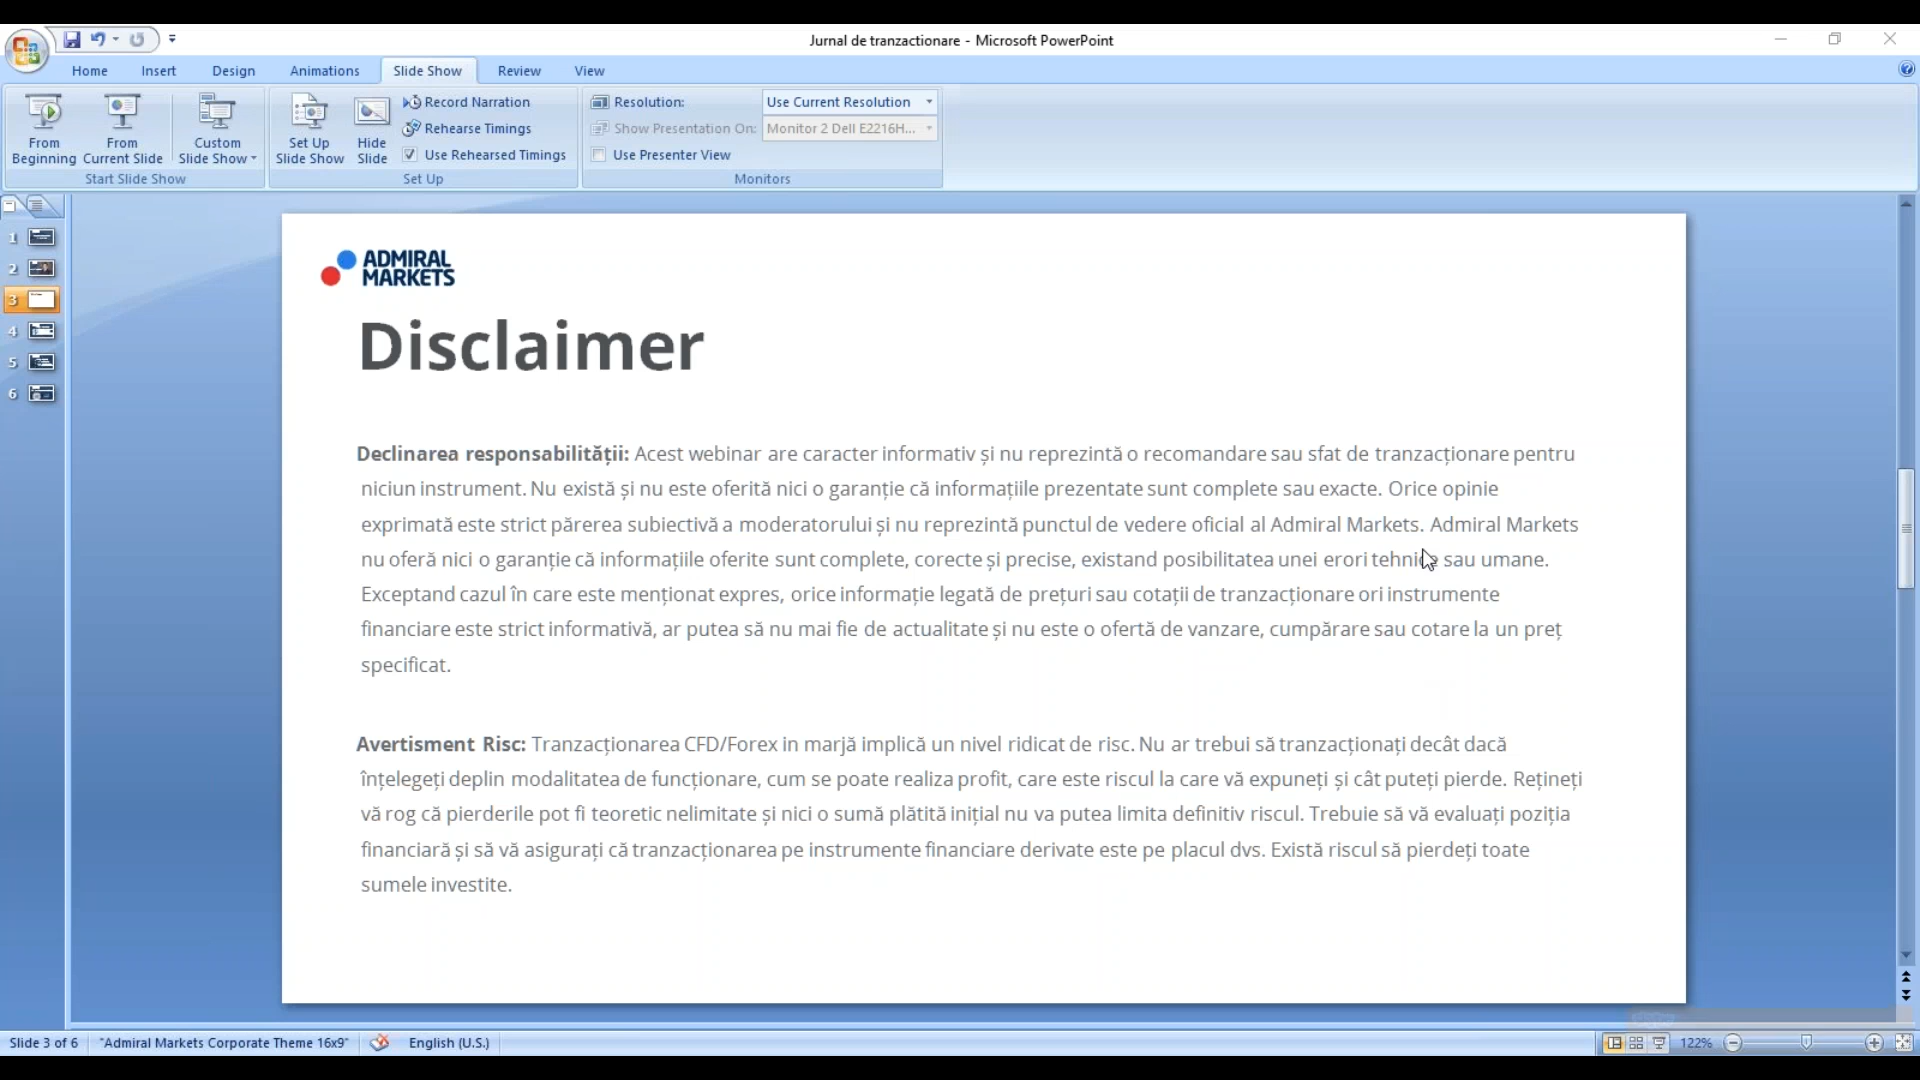 Jurnal de tranzactionare - Microsoft PowerPoint
Home Insert Design Animations Slide Show Review View
From Beginning
From Current Slide
Custom Slide Show
Start Slide Show
Set Up Slide Show
Hide Slide
Record Narration
Rehearse Timings
Use Rehearsed Timings
Set Up
Resolution: Use Current Resolution
Show Presentation On: Monitor 2 Dell E2216H...
Use Presenter View
Monitors
1
2
3
4
5
6
ADMIRAL
MARKETS
Disclaimer
Declinarea responsabilității: Acest webinar are caracter informativ și nu reprezintă o recomandare sau sfat de tranzacționare pentru
niciun instrument. Nu există și nu este oferită nici o garanție că informațiile prezentate sunt complete sau exacte. Orice opinie
exprimată este strict părerea subiectivă a moderatorului și nu reprezintă punctul de vedere oficial al Admiral Markets. Admiral Markets
nu oferă nici o garanție că informațiile oferite sunt complete, corecte și precise, existand posibilitatea unei erori tehnice sau umane.
Exceptand cazul în care este menționat expres, orice informație legată de prețuri sau cotații de tranzacționare ori instrumente
financiare este strict informativă, ar putea să nu mai fie de actualitate și nu este o ofertă de vanzare, cumpărare sau cotare la un preț
specificat.
Avertisment Risc: Tranzacționarea CFD/Forex in marjă implică un nivel ridicat de risc. Nu ar trebui să tranzacționați decât dacă
înțelegeți deplin modalitatea de funcționare, cum se poate realiza profit, care este riscul la care vă expuneți și cât puteți pierde. Rețineți
vă rog că pierderile pot fi teoretic nelimitate și nici o sumă plătită inițial nu va putea limita definitiv riscul. Trebuie să vă evaluați poziția
financiară și să vă asigurați că tranzacționarea pe instrumente financiare derivate este pe placul dvs. Există riscul să pierdeți toate
sumele investite.
Slide 3 of 6 "Admiral Markets Corporate Theme 16x9" English (U.S.) 122%